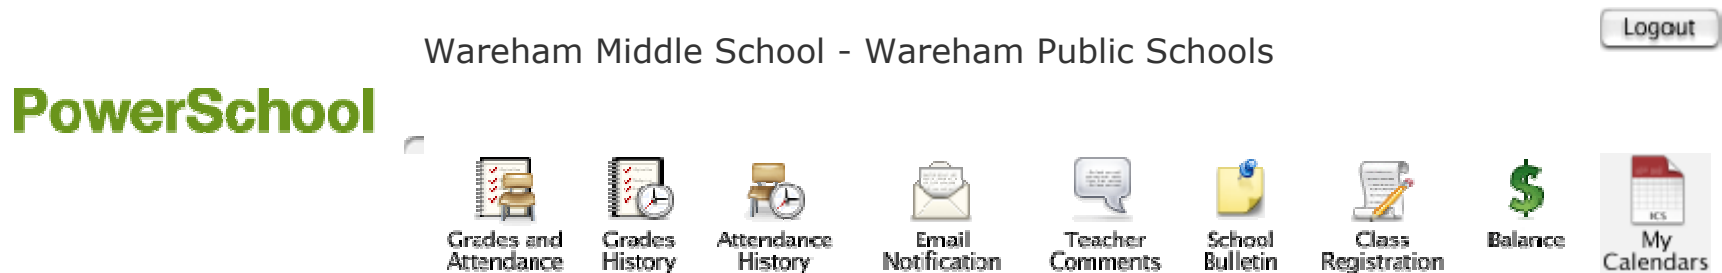 Logout
Wareham Middle School - Wareham Public Schools
PowerSchool
Grades and
Attendance
Grades
History
Attendance
History
Email
Notification
Teacher
Comments
School
Bulletin
Class
Registration
Balance
ICS
My
Calendars